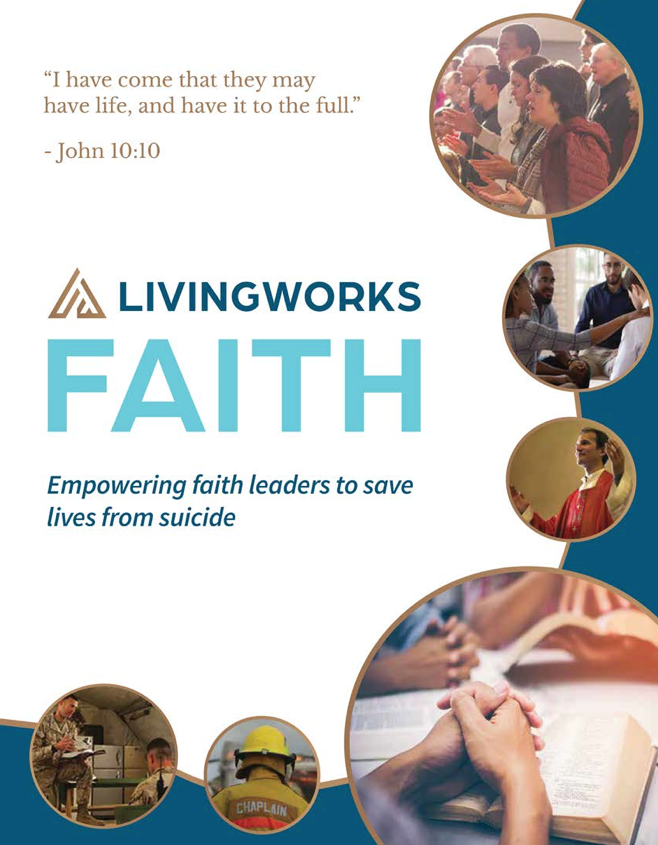 “I have come that they may
have life, and have it to the full.”
- John 10:10
LIVINGWORKS
FAITH
Empowering faith leaders to save
lives from suicide
CHAPLAIN